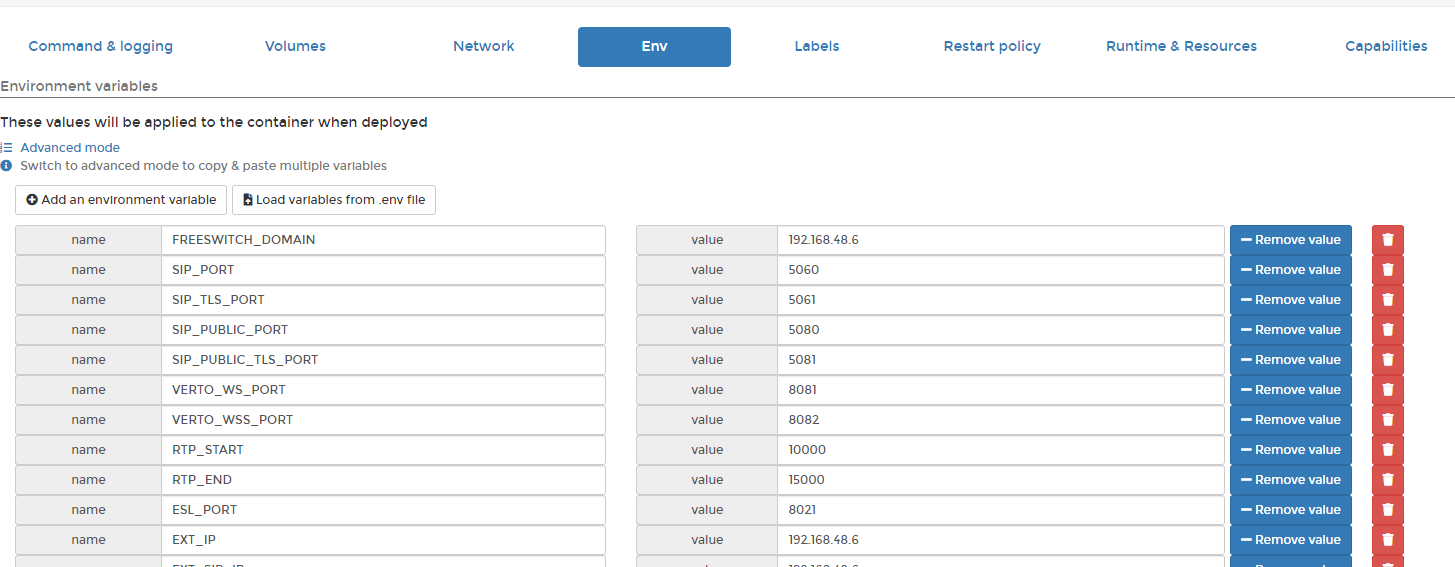 Command & logging Volumes Network Env Labels Restart policy Runtime & Resources Capabilities
Environment variables
These values will be applied to the container when deployed
Advanced mode
Switch to advanced mode to copy & paste multiple variables
Add an environment variable Load variables from .env file
name FREESWITCH_DOMAIN value 192.168.48.6 Remove value
name SIP_PORT value 5060 Remove value
name SIP_TLS_PORT value 5061 Remove value
name SIP_PUBLIC_PORT value 5080 Remove value
name SIP_PUBLIC_TLS_PORT value 5081 Remove value
name VERTO_WS_PORT value 8081 Remove value
name VERTO_WSS_PORT value 8082 Remove value
name RTP_START value 10000 Remove value
name RTP_END value 15000 Remove value
name ESL_PORT value 8021 Remove value
name EXT_IP value 192.168.48.6 Remove value